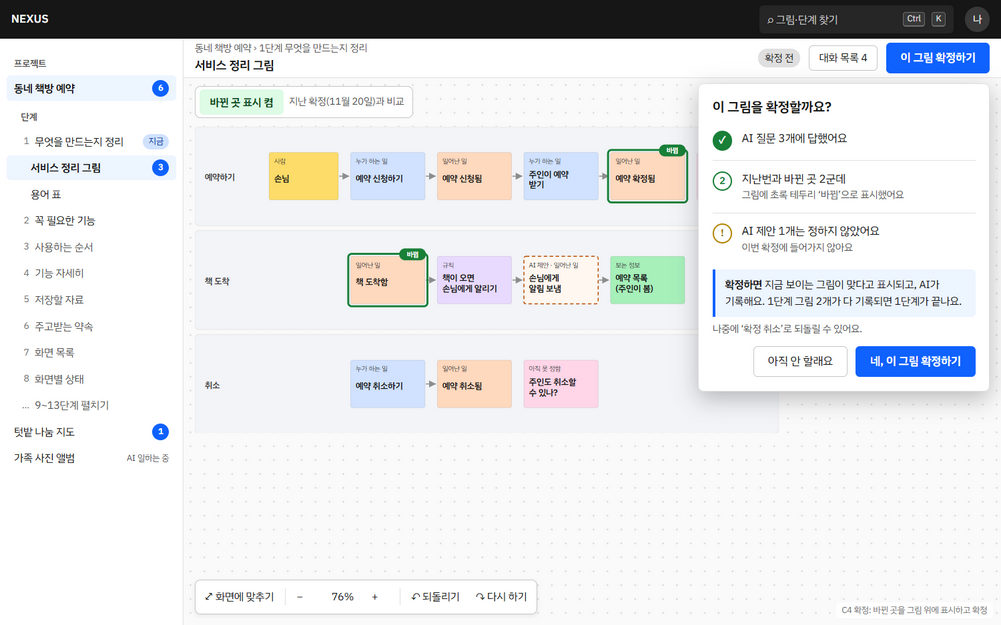 NEXUS
⌕ 그림·단계 찾기
Ctrl
K
나
프로젝트
동네 책방 예약
6
단계
1 무엇을 만드는지 정리
지금
서비스 정리 그림
3
용어 표
2 꼭 필요한 기능
3 사용하는 순서
4 기능 자세히
5 저장할 자료
6 주고받는 약속
7 화면 목록
8 화면별 상태
… 9~13단계 펼치기
텃밭 나눔 지도
1
가족 사진 앨범
AI 일하는 중
동네 책방 예약 › 1단계 무엇을 만드는지 정리
서비스 정리 그림
확정 전
대화 목록 4
이 그림 확정하기
바뀐 곳 표시 켬
지난 확정(11월 20일)과 비교
예약하기
사람
손님
누가 하는 일
예약 신청하기
일어난 일
예약 신청됨
누가 하는 일
주인이 예약
받기
바뀜
일어난 일
예약 확정됨
책 도착
바뀜
일어난 일
책 도착함
규칙
책이 오면
손님에게 알리기
AI 제안 · 일어난 일
손님에게
알림 보냄
보는 정보
예약 목록
(주인이 봄)
취소
누가 하는 일
예약 취소하기
일어난 일
예약 취소됨
아직 못 정함
주인도 취소할
수 있나?
이 그림을 확정할까요?
✓
AI 질문 3개에 답했어요
2
지난번과 바뀐 곳 2군데
그림에 초록 테두리 ‘바뀜’으로 표시했어요
!
AI 제안 1개는 정하지 않았어요
이번 확정에 들어가지 않아요
확정하면 지금 보이는 그림이 맞다고 표시되고, AI가
기록해요. 1단계 그림 2개가 다 기록되면 1단계가 끝나요.
나중에 ‘확정 취소’로 되돌릴 수 있어요.
아직 안 할래요
네, 이 그림 확정하기
⤢ 화면에 맞추기
−
76%
+
↶ 되돌리기
↷ 다시 하기
C4 확정: 바뀐 곳을 그림 위에 표시하고 확정